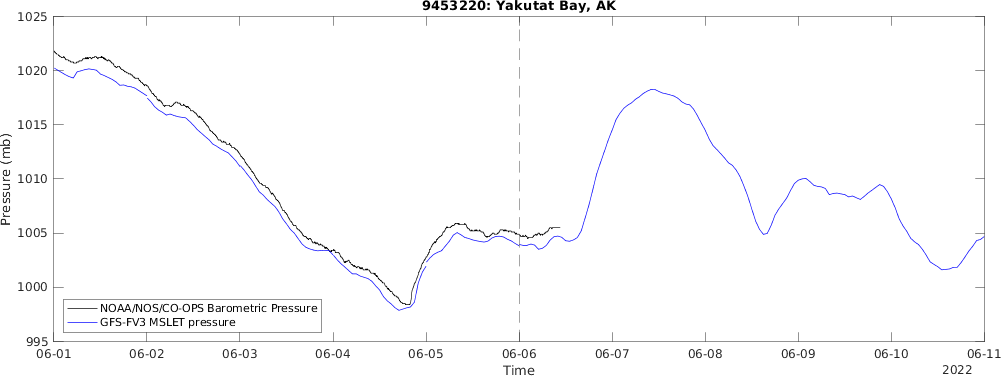 9453220: Yakutat Bay, AK
Pressure (mb)
1025
1020
1015
1010
1005
1000
995
NOAA/NOS/CO-OPS Barometric Pressure
GFS-FV3 MSLET pressure
06-01 06-02 06-03 06-04 06-05 06-06 06-07 06-08 06-09 06-10 06-11
Time
2022